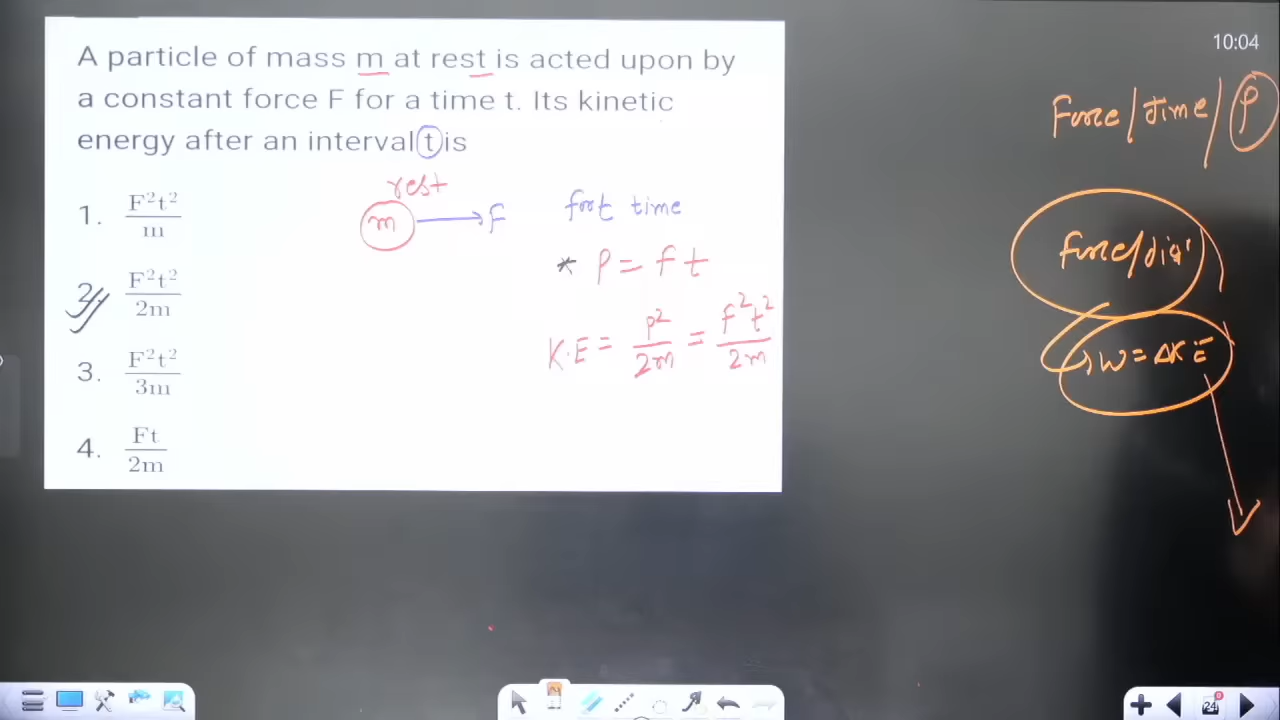 10:04
A particle of mass m at rest is acted upon by
a constant force F for a time t. Its kinetic
energy after an interval t is
1. F²t²/m
2. F²t²/2m
3. F²t²/3m
4. Ft/2m
rest
m → F
for t time
* P = F t
K.E = P²/2m = F²t²/2m
Force/time/P
Force/
W = ΔKE
24